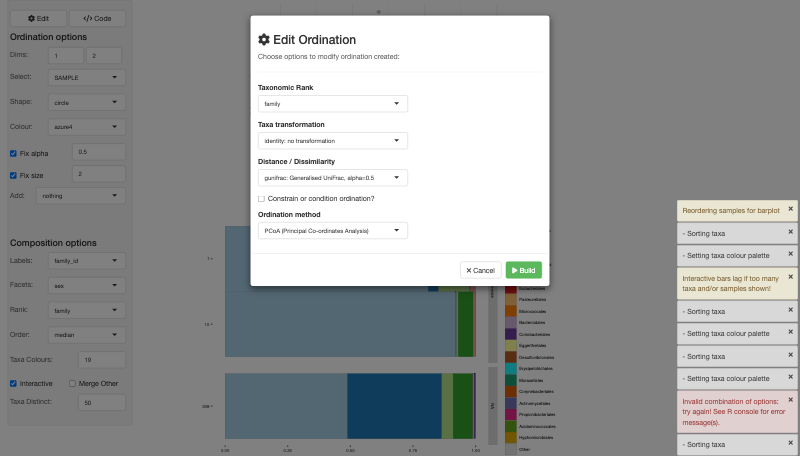 Edit
</> Code
Ordination options
Dims: 1 2
Select: SAMPLE
Shape: circle
Colour: azure4
Fix alpha 0.5
Fix size 2
Add: nothing
Composition options
Labels: family_id
Facets: sex
Rank: family
Order: median
Taxa Colours: 19
Interactive Merge Other
Taxa Distinct: 50
Edit Ordination
Choose options to modify ordination created:
Taxonomic Rank
family
Taxa transformation
identity: no transformation
Distance / Dissimilarity
gunifrac: Generalised UniFrac, alpha=0.5
Constrain or condition ordination?
Ordination method
PCoA (Principal Co-ordinates Analysis)
× Cancel
Build
0.00 0.25 0.50 0.75 1.00
NA
Pasteurellales
Micrococcales
Bacteroidales
Coriobacteriales
Eggerthellales
Desulfovibrionales
Erysipelotrichales
Monoglobales
Corynebacteriales
Actinomycetales
Propionibacteriales
Acidaminococcales
Other
Reordering samples for barplot ×
- Sorting taxa ×
- Setting taxa colour palette ×
Interactive bars lag if too many ×
taxa and/or samples shown!
- Sorting taxa ×
- Setting taxa colour palette ×
- Sorting taxa ×
- Setting taxa colour palette ×
Invalid combination of options: ×
try again! See R console for error
message(s).
- Sorting taxa ×